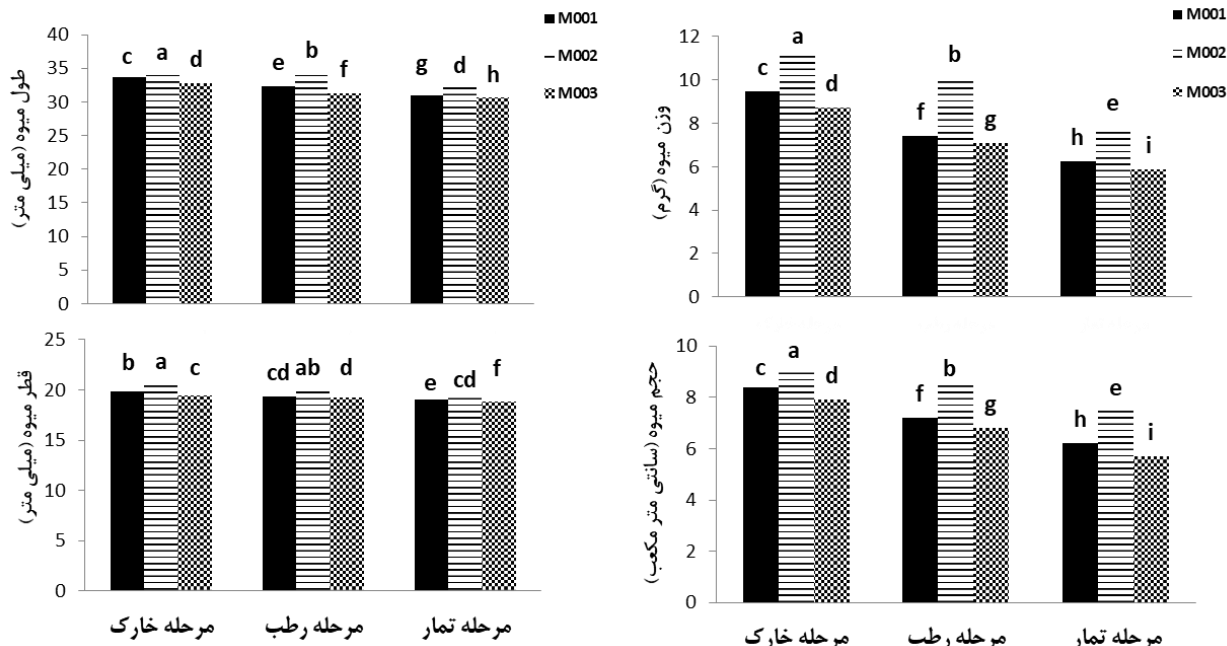 M001
M002
M003
طول میوه (میلی متر)
40
35
30
25
20
15
10
5
0
c a d e b f g d h
M001
M002
M003
وزن میوه (گرم)
12
10
8
6
4
2
0
c a d f b g h e i
قطر میوه (میلی متر)
25
20
15
10
5
0
b a c cd ab d e cd f
مرحله خارک مرحله رطب مرحله تمار
حجم میوه (سانتی متر مکعب)
10
8
6
4
2
0
c a d f b g h e i
مرحله خارک مرحله رطب مرحله تمار